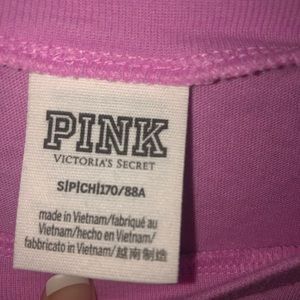 PINK
VICTORIA'S SECRET
S|P|CH|170/88A
made in Vietnam/fabriqué au
Vietnam/hecho en Vietnam/
fabbricato in Vietnam/越南制造